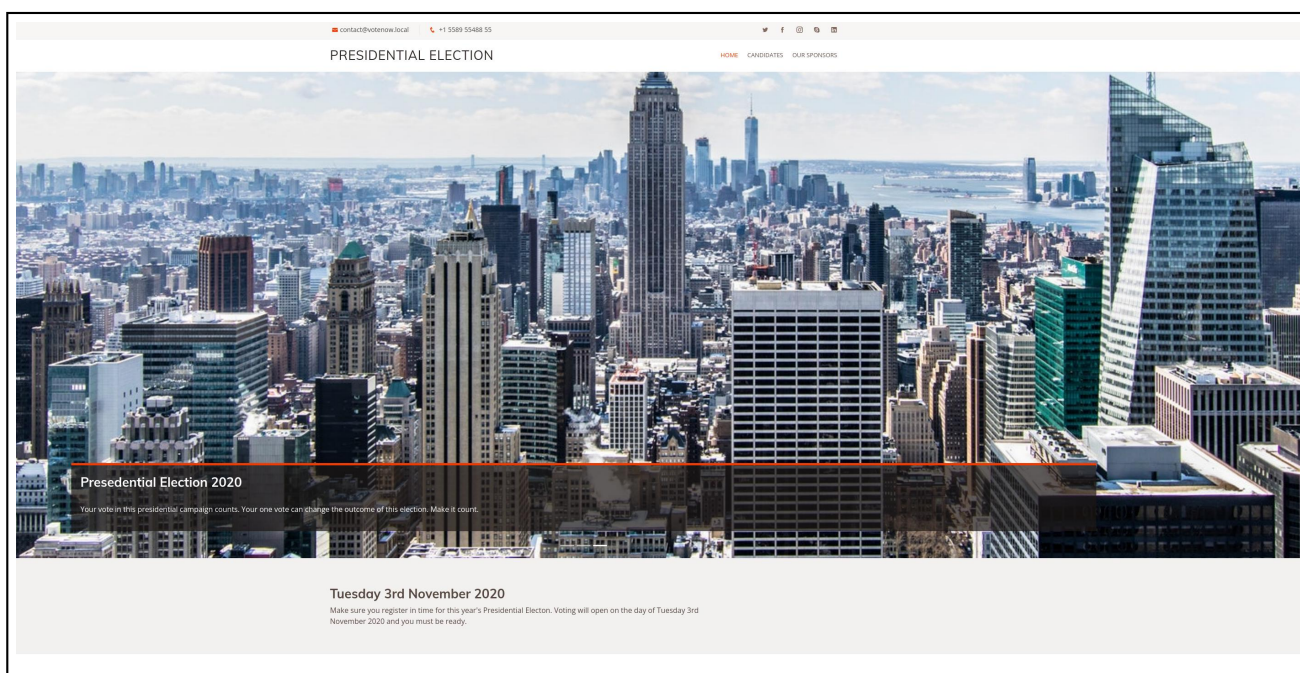 contact@votenow.local +1 5589 55488 55
PRESIDENTIAL ELECTION
HOME CANDIDATES OUR SPONSORS
Presedential Election 2020
Your vote in this presidential campaign counts. Your one vote can change the outcome of this election. Make it count.
Tuesday 3rd November 2020
Make sure you register in time for this year's Presidential Electon. Voting will open on the day of Tuesday 3rd
November 2020 and you must be ready.